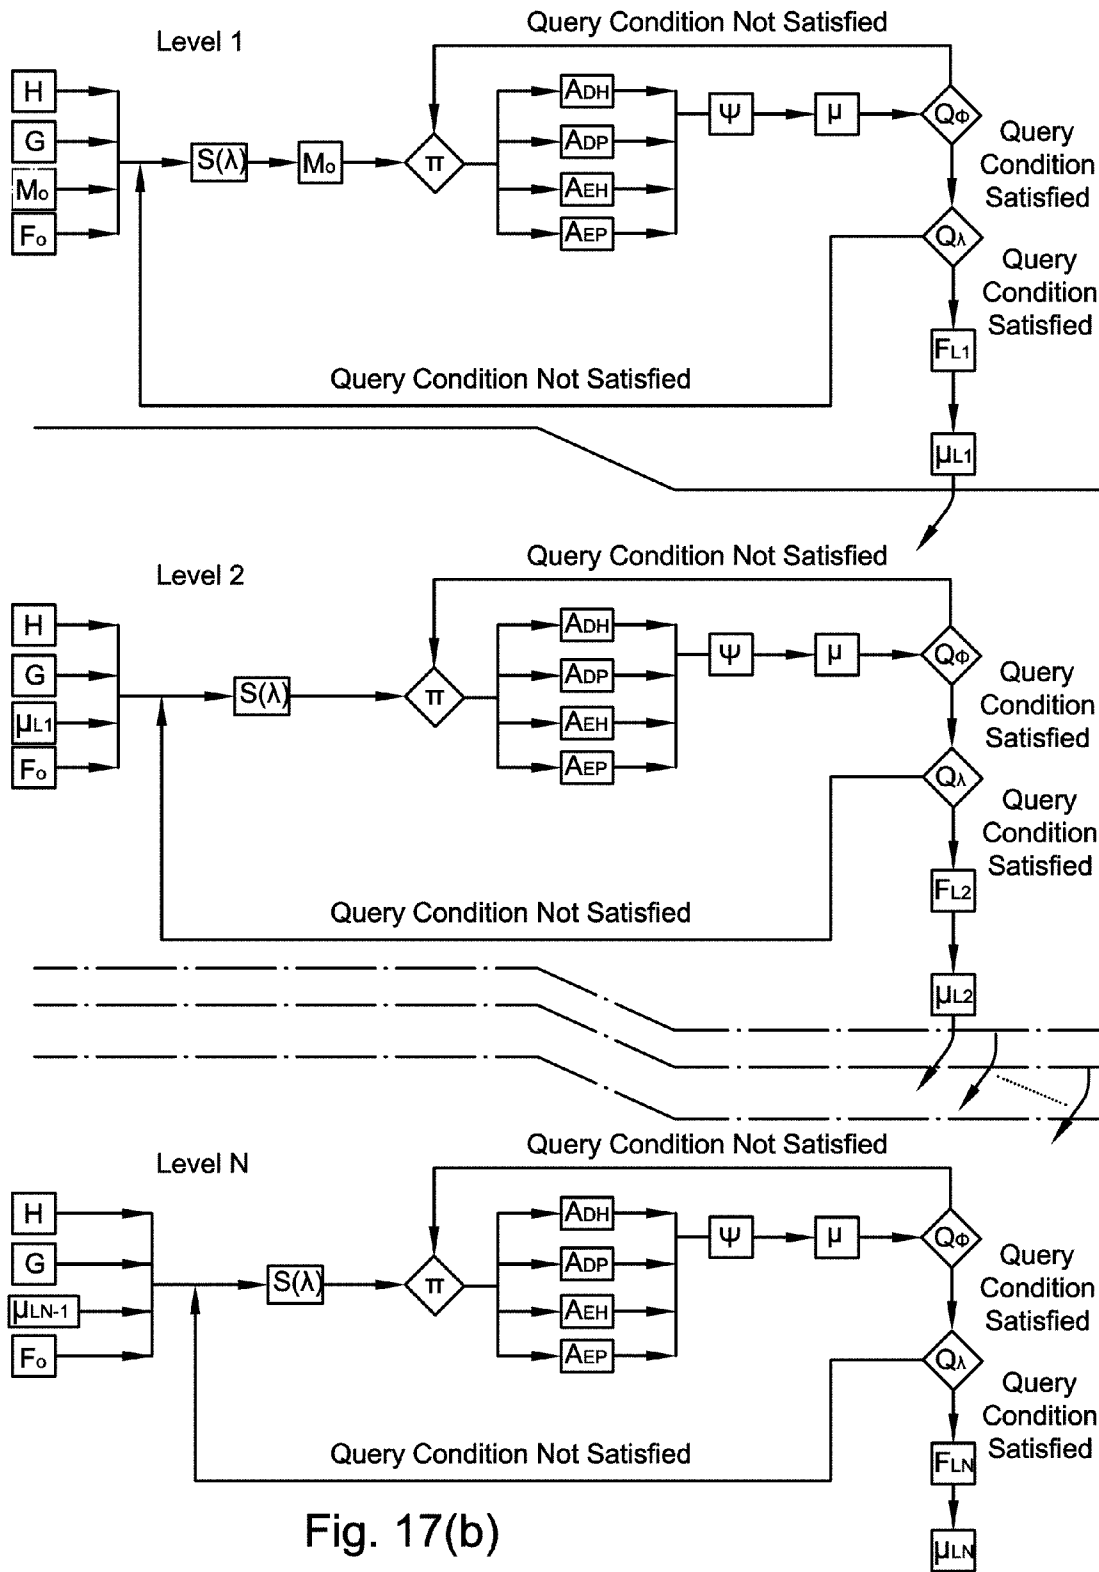 Query Condition Not Satisfied
Level 1
H
G
Mo
Fo
S(λ)
Mo
π
ADH
ADP
AEH
AEP
Ψ
μ
QΦ
Query
Condition
Satisfied
Qλ
Query
Condition
Satisfied
FL1
Query Condition Not Satisfied
μL1
Query Condition Not Satisfied
Level 2
H
G
μL1
Fo
S(λ)
π
ADH
ADP
AEH
AEP
Ψ
μ
QΦ
Query
Condition
Satisfied
Qλ
Query
Condition
Satisfied
FL2
Query Condition Not Satisfied
μL2
Query Condition Not Satisfied
Level N
H
G
μLN-1
Fo
S(λ)
π
ADH
ADP
AEH
AEP
Ψ
μ
QΦ
Query
Condition
Satisfied
Qλ
Query
Condition
Satisfied
Query Condition Not Satisfied
FLN
μLN
Fig. 17(b)